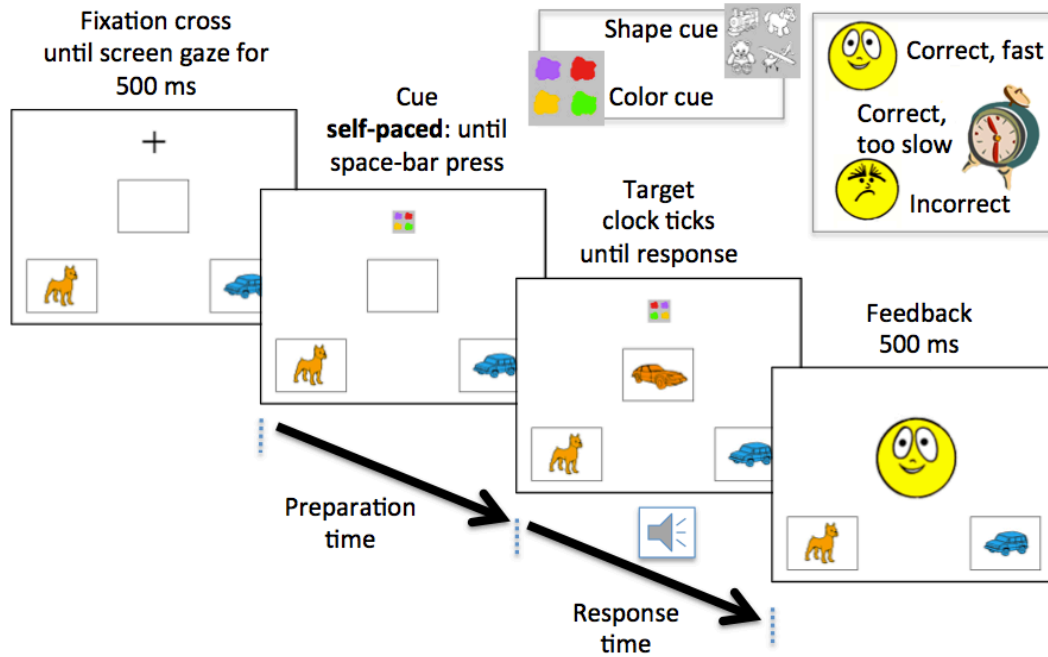 Fixation cross
until screen gaze for
500 ms
Cue
self-paced: until
space-bar press
Target
clock ticks
until response
Feedback
500 ms
Shape cue
Color cue
Correct, fast
Correct,
too slow
Incorrect
Preparation
time
Response
time